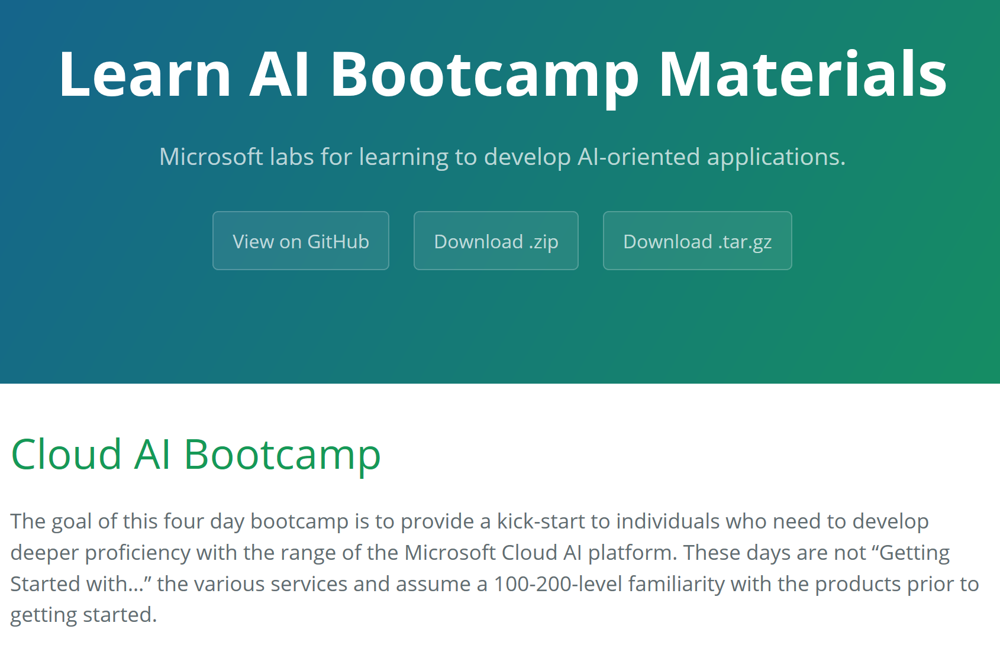 Learn AI Bootcamp Materials
Microsoft labs for learning to develop AI-oriented applications.
View on GitHub
Download .zip
Download .tar.gz
Cloud AI Bootcamp
The goal of this four day bootcamp is to provide a kick-start to individuals who need to develop
deeper proficiency with the range of the Microsoft Cloud AI platform. These days are not “Getting
Started with…” the various services and assume a 100-200-level familiarity with the products prior to
getting started.